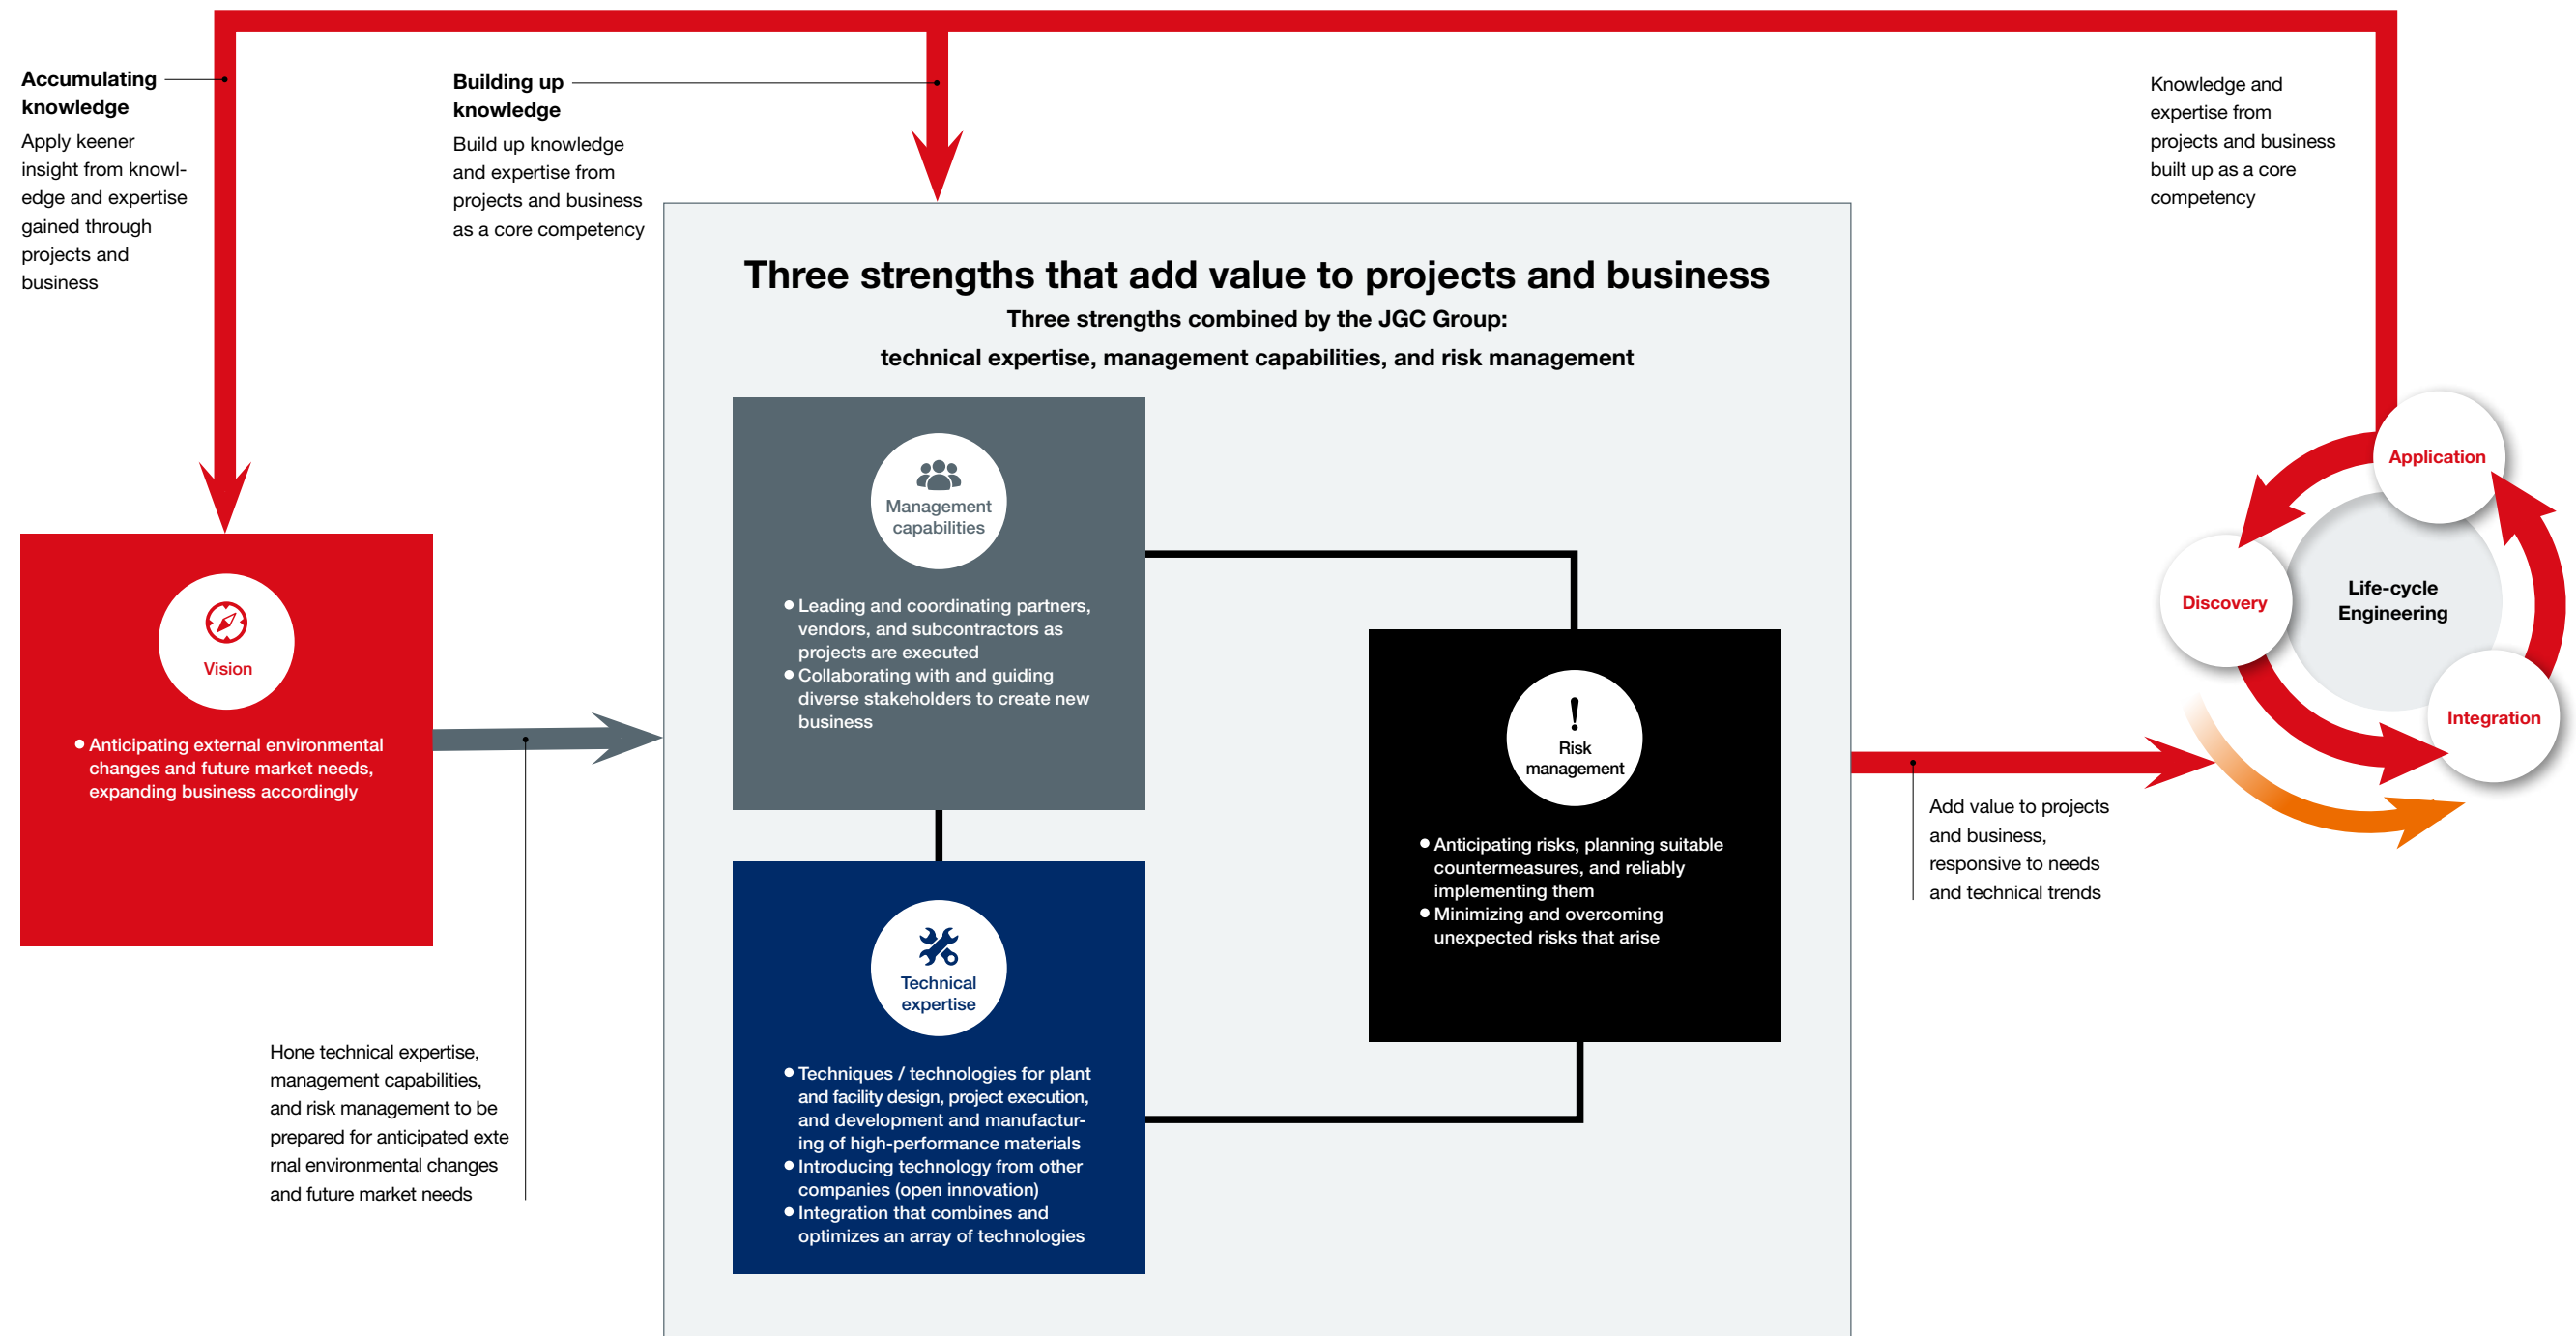 Accumulating
knowledge
Apply keener
insight from knowl-
edge and expertise
gained through
projects and
business
Building up
knowledge
Build up knowledge
and expertise from
projects and business
as a core competency
Knowledge and
expertise from
projects and business
built up as a core
competency
Three strengths that add value to projects and business
Three strengths combined by the JGC Group:
technical expertise, management capabilities, and risk management
Vision
● Anticipating external environmental
changes and future market needs,
expanding business accordingly
Hone technical expertise,
management capabilities,
and risk management to be
prepared for anticipated exte
rnal environmental changes
and future market needs
Management
capabilities
● Leading and coordinating partners,
vendors, and subcontractors as
projects are executed
● Collaborating with and guiding
diverse stakeholders to create new
business
Technical
expertise
● Techniques / technologies for plant
and facility design, project execution,
and development and manufactur-
ing of high-performance materials
● Introducing technology from other
companies (open innovation)
● Integration that combines and
optimizes an array of technologies
!
Risk
management
● Anticipating risks, planning suitable
countermeasures, and reliably
implementing them
● Minimizing and overcoming
unexpected risks that arise
Add value to projects
and business,
responsive to needs
and technical trends
Application
Discovery
Life-cycle
Engineering
Integration